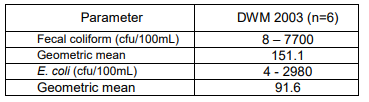 Parameter DWM 2003 (n=6)
Fecal coliform (cfu/100mL) 8 – 7700
Geometric mean 151.1
E. coli (cfu/100mL) 4 - 2980
Geometric mean 91.6